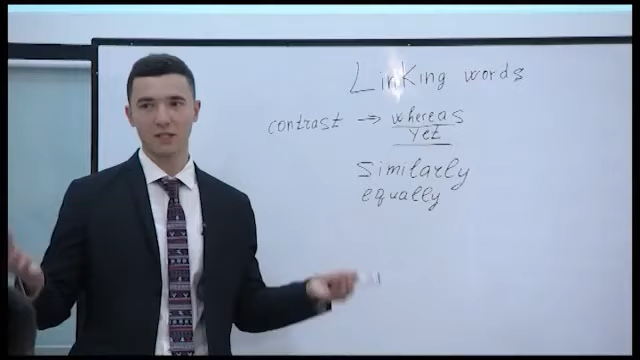 Linking words
contrast → whereas
yet
similarly
equally